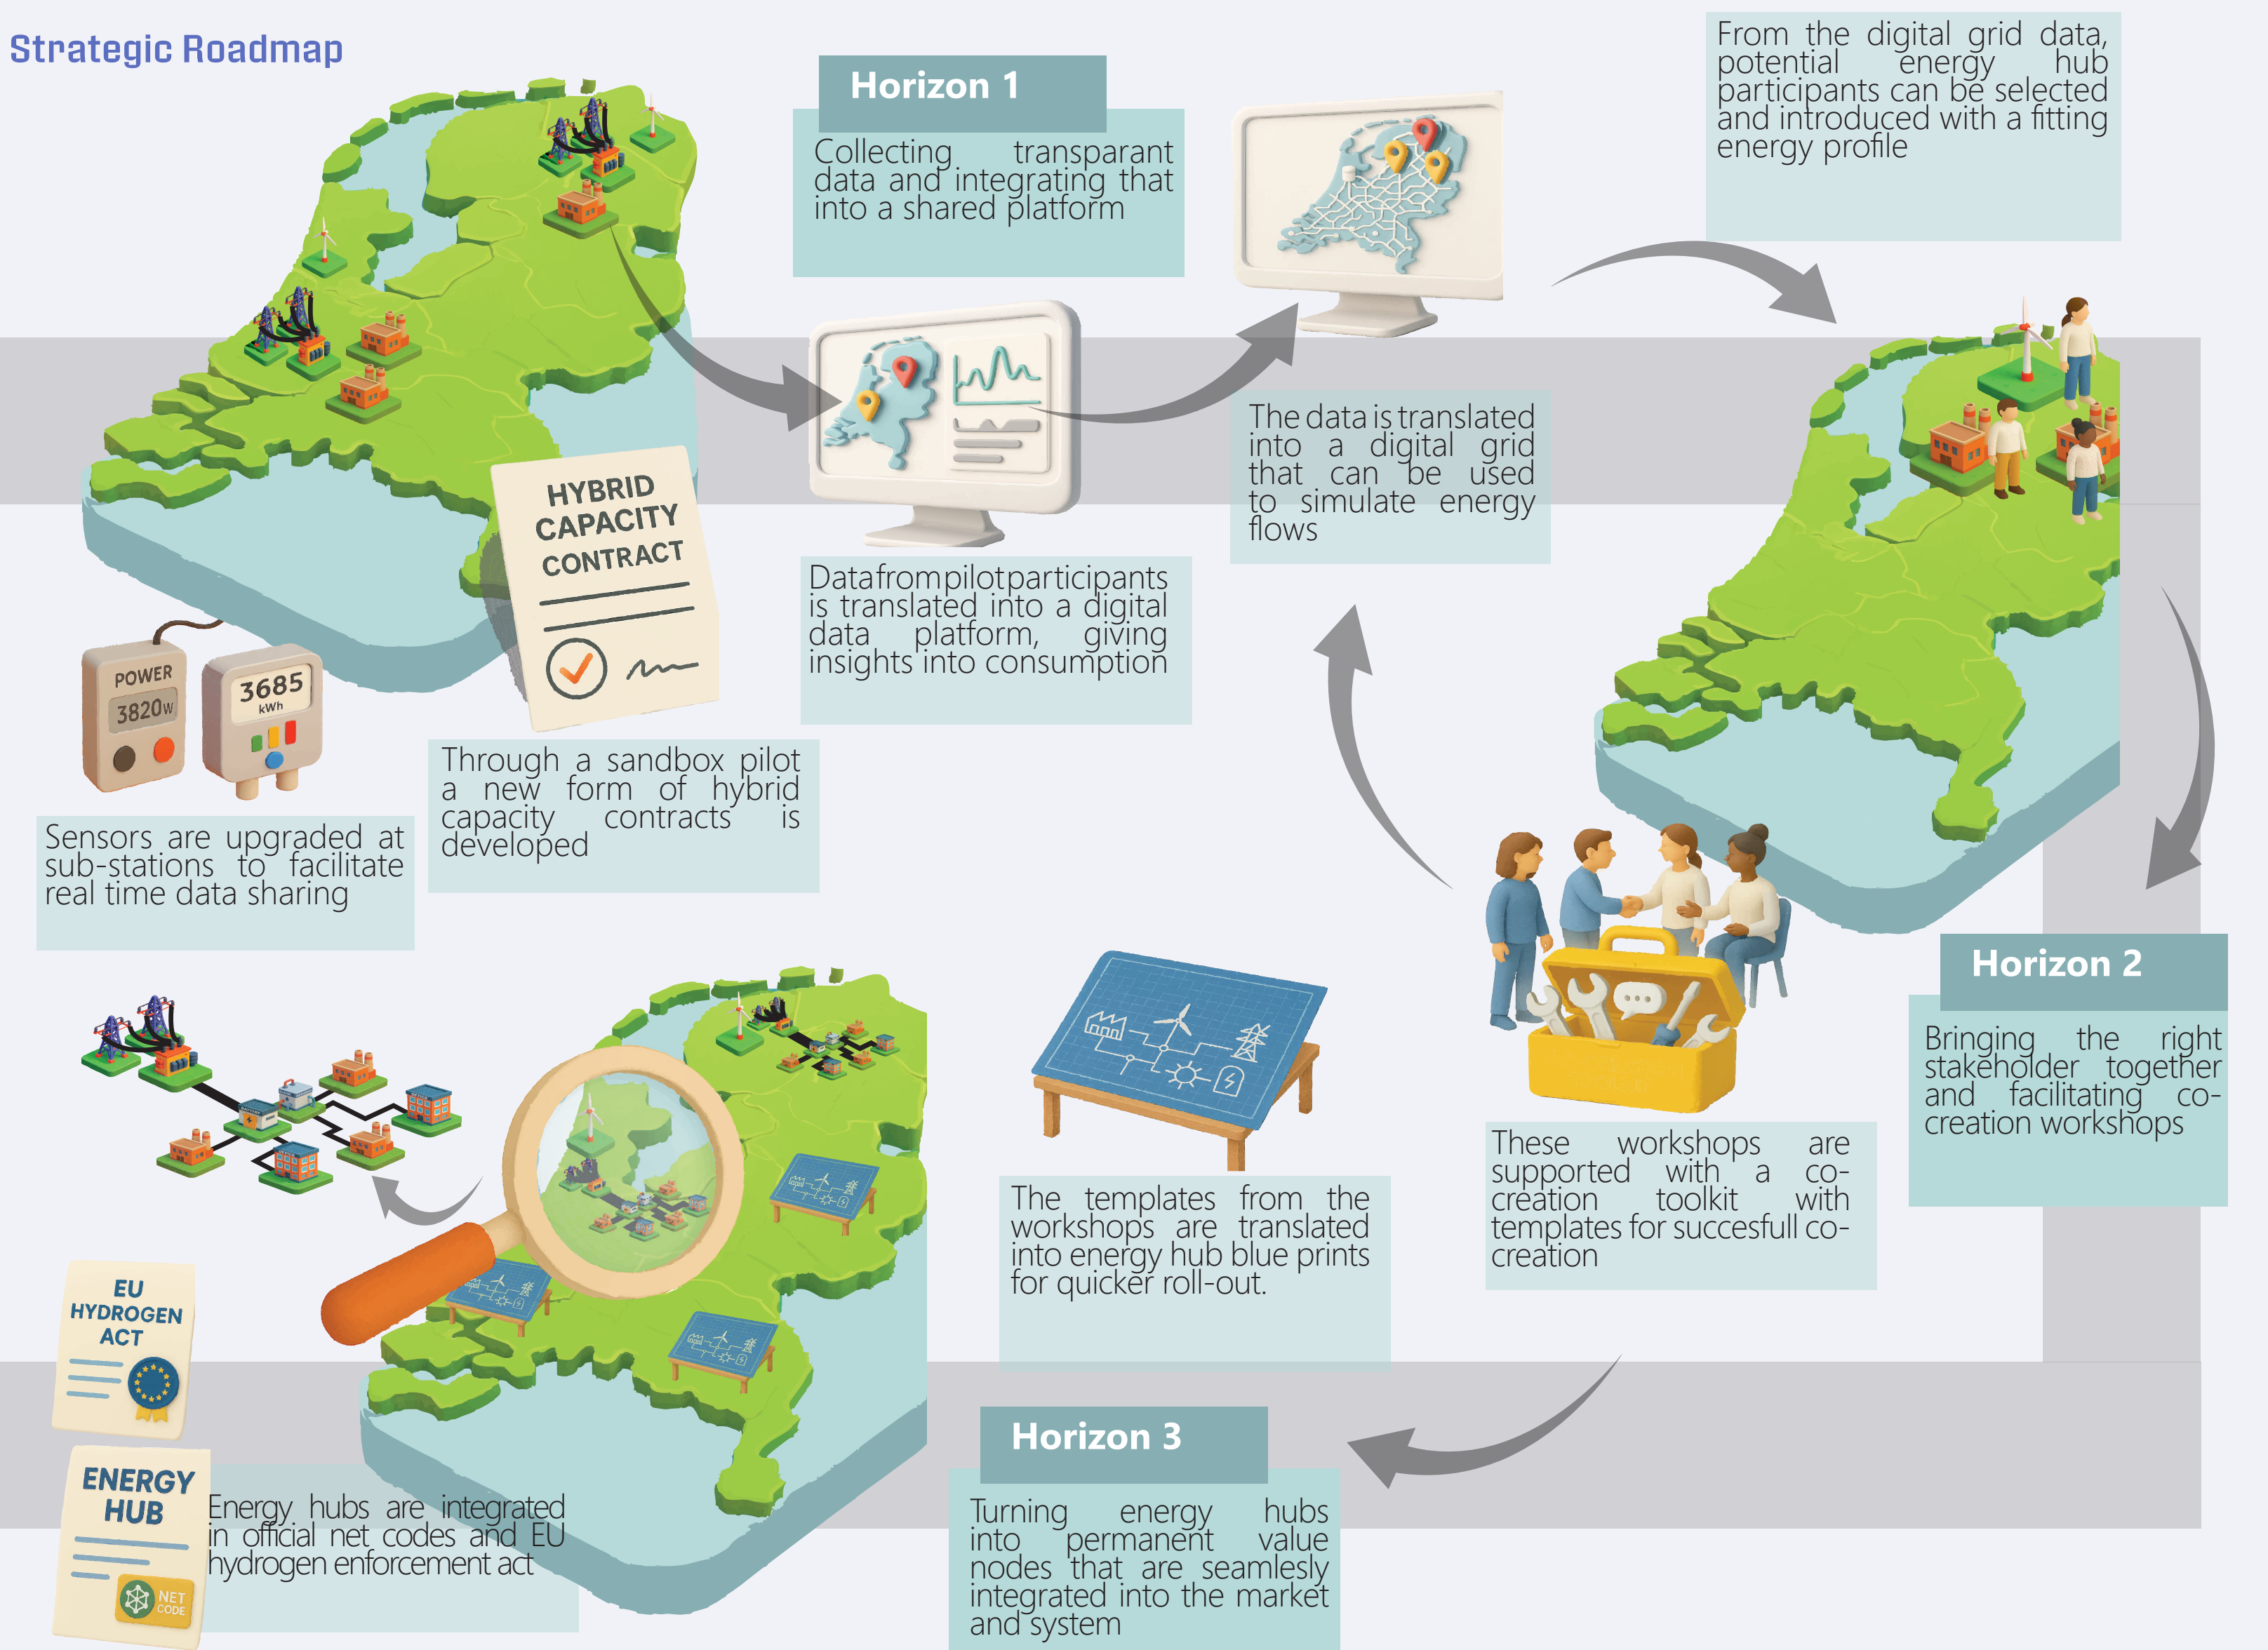 Strategic Roadmap
Horizon 1
Collecting transparant
data and integrating that
into a shared platform
From the digital grid data,
potential energy hub
participants can be selected
and introduced with a fitting
energy profile
The data is translated
into a digital grid
that can be used
to simulate energy
flows
Data from pilot participants
is translated into a digital
data platform, giving
insights into consumption
HYBRID
CAPACITY
CONTRACT
POWER
3820W
3685
kWh
Through a sandbox pilot
a new form of hybrid
capacity contracts is
developed
Sensors are upgraded at
sub-stations to facilitate
real time data sharing
Horizon 2
Bringing the right
stakeholder together
and facilitating co-
creation workshops
These workshops are
supported with a co-
creation toolkit with
templates for succesfull co-
creation
The templates from the
workshops are translated
into energy hub blue prints
for quicker roll-out.
Horizon 3
Turning energy hubs
into permanent value
nodes that are seamlesly
integrated into the market
and system
EU
HYDROGEN
ACT
ENERGY
HUB
NET
CODE
Energy hubs are integrated
in official net codes and EU
hydrogen enforcement act